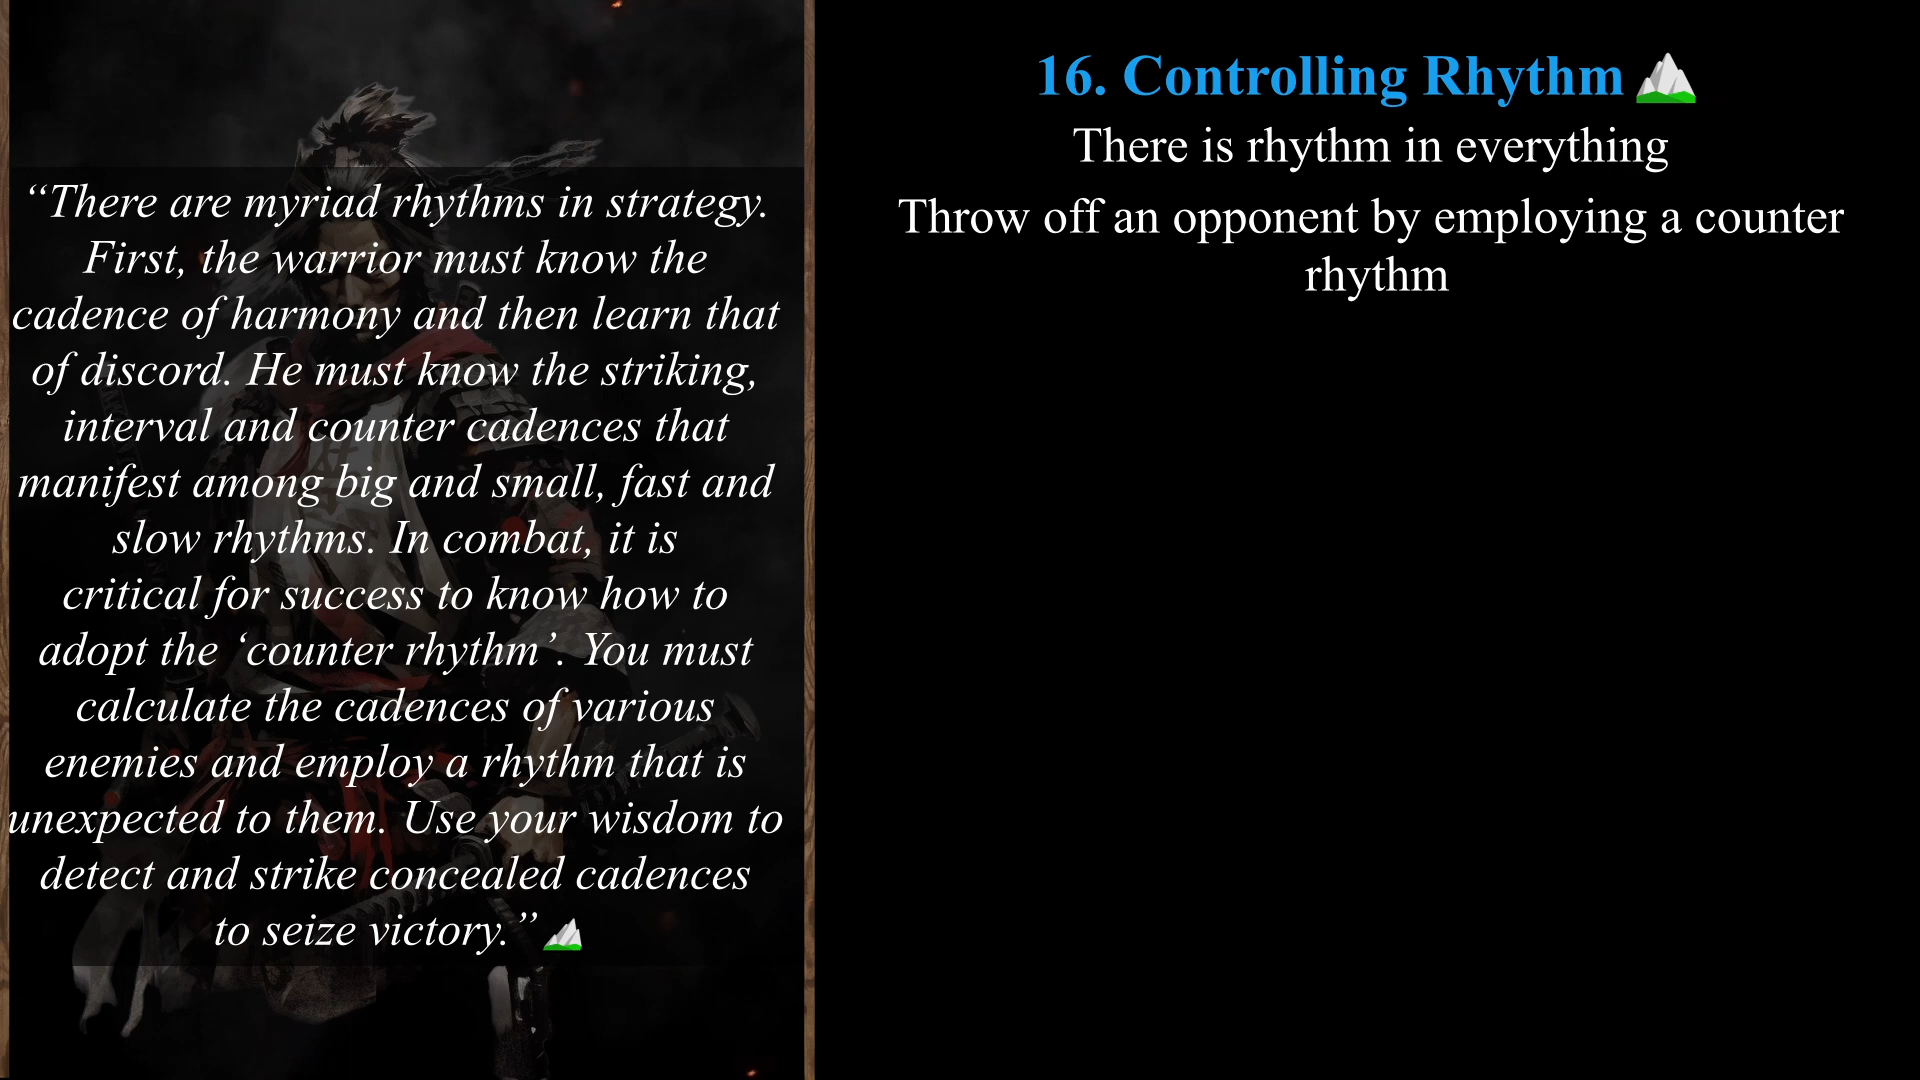 “There are myriad rhythms in strategy.
First, the warrior must know the
cadence of harmony and then learn that
of discord. He must know the striking,
interval and counter cadences that
manifest among big and small, fast and
slow rhythms. In combat, it is
critical for success to know how to
adopt the ‘counter rhythm’. You must
calculate the cadences of various
enemies and employ a rhythm that is
unexpected to them. Use your wisdom to
detect and strike concealed cadences
to seize victory.”
16. Controlling Rhythm
There is rhythm in everything
Throw off an opponent by employing a counter
rhythm